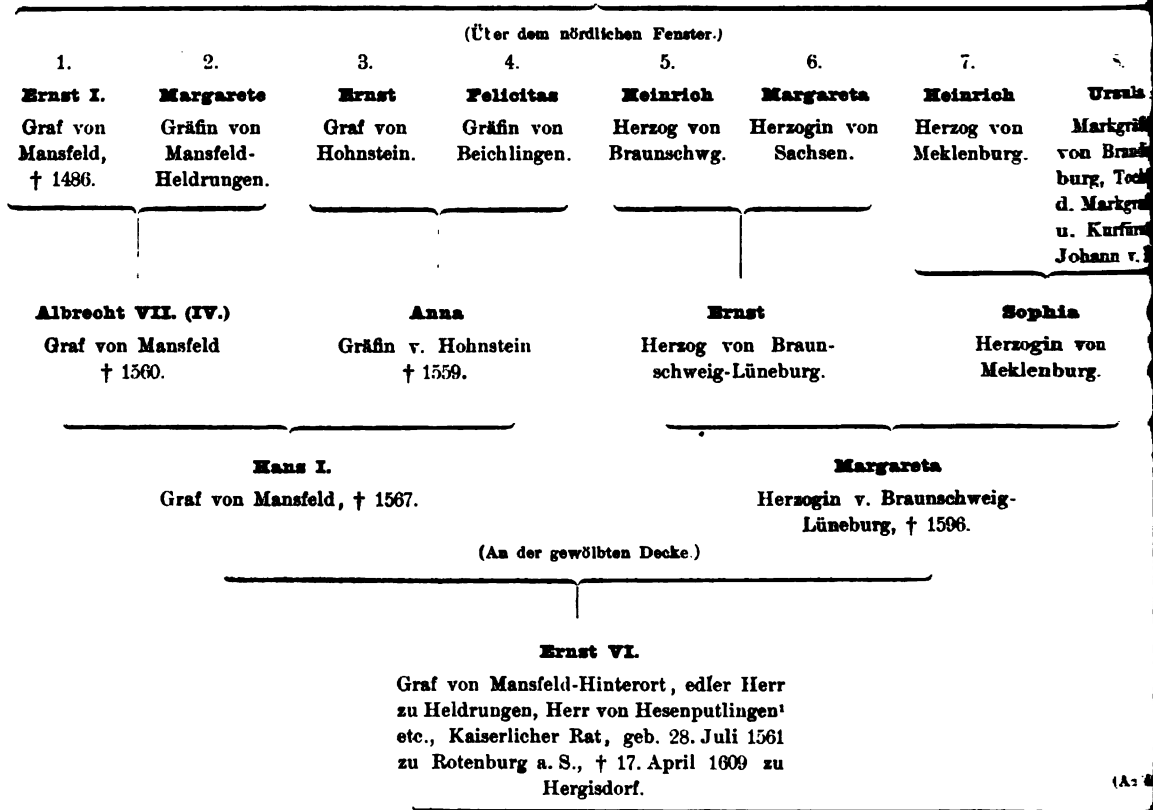 (Über dem nördlichen Fenster.)
1. 2. 3. 4. 5. 6. 7. 8.
Ernst I. Margarete Ernst Felicitas Heinrich Margareta Heinrich Ursula
Graf von Gräfin von Graf von Gräfin von Herzog von Herzogin von Herzog von
Mansfeld, Mansfeld- Hohnstein. Beichlingen. Braunschwg. Sachsen. Meklenburg. von
† 1486. Heldrungen. burg,
d.
u.
Johann v.
Albrecht VII. (IV.) Anna Ernst Sophia
Graf von Mansfeld Gräfin v. Hohnstein Herzog von Braun- Herzogin von
† 1560. † 1559. schweig-Lüneburg. Meklenburg.
Hans I. Margareta
Graf von Mansfeld, † 1567. Herzogin v. Braunschweig-
Lüneburg, † 1596.
(An der gewölbten Decke.)
Ernst VI.
Graf von Mansfeld-Hinterort, edler Herr
zu Heldrungen, Herr von Hesenputlingen¹
etc., Kaiserlicher Rat, geb. 28. Juli 1561
zu Rotenburg a. S., † 17. April 1609 zu
Hergisdorf.